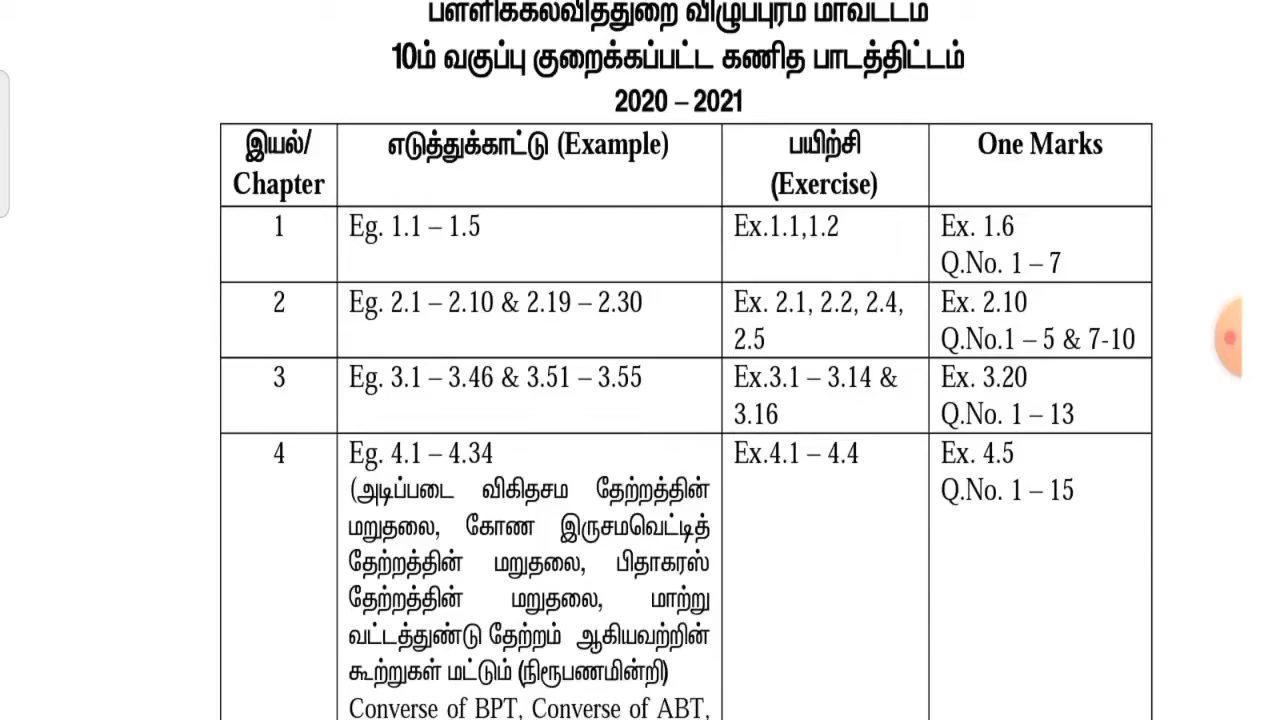 பள்ளிக்கல்வித்துறை விழுப்புரம் மாவட்டம்
10ம் வகுப்பு குறைக்கப்பட்ட கணித பாடத்திட்டம்
2020 – 2021
இயல்/ Chapter எடுத்துக்காட்டு (Example) பயிற்சி (Exercise) One Marks
1 Eg. 1.1 – 1.5 Ex.1.1,1.2 Ex. 1.6
Q.No. 1 – 7
2 Eg. 2.1 – 2.10 & 2.19 – 2.30 Ex. 2.1, 2.2, 2.4, Ex. 2.10
2.5 Q.No.1 – 5 & 7-10
3 Eg. 3.1 – 3.46 & 3.51 – 3.55 Ex.3.1 – 3.14 & Ex. 3.20
3.16 Q.No. 1 – 13
4 Eg. 4.1 – 4.34 Ex.4.1 – 4.4 Ex. 4.5
(அடிப்படை விகிதசம தேற்றத்தின் Q.No. 1 – 15
மறுதலை, கோண இருசமவெட்டித்
தேற்றத்தின் மறுதலை, பிதாகரஸ்
தேற்றத்தின் மறுதலை, மாற்று
வட்டத்துண்டு தேற்றம் ஆகியவற்றின்
கூற்றுகள் மட்டும் (நிரூபணமின்றி)
Converse of BPT, Converse of ABT,